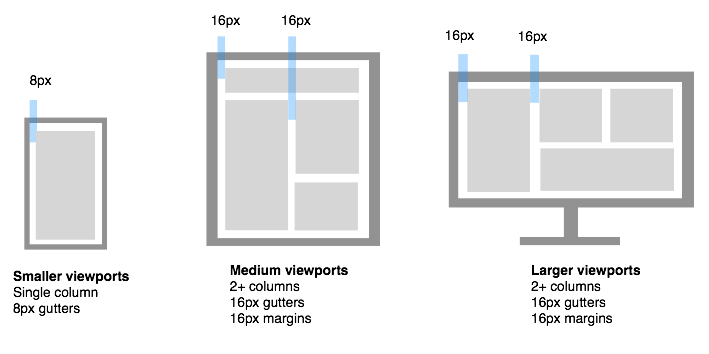 16px
16px
16px
16px
8px
Smaller viewports
Single column
8px gutters
Medium viewports
2+ columns
16px gutters
16px margins
Larger viewports
2+ columns
16px gutters
16px margins